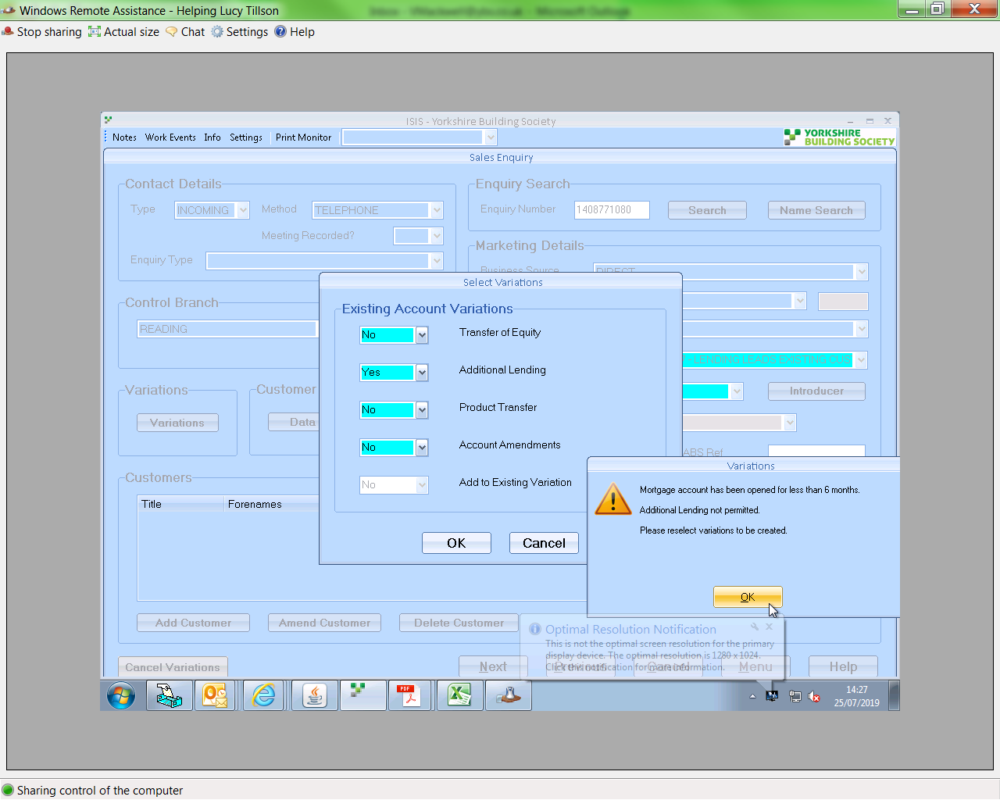 Windows Remote Assistance - Helping Lucy Tillson
Stop sharing Actual size Chat Settings Help
ISIS - Yorkshire Building Society
Notes Work Events Info Settings Print Monitor
YORKSHIRE
BUILDING SOCIETY
Sales Enquiry
Contact Details
Type INCOMING Method TELEPHONE
Meeting Recorded?
Enquiry Type
Enquiry Search
Enquiry Number 1408771080 Search Name Search
Marketing Details
Business Source DIRECT
- LENDING LEADS EXISTING CUS
Introducer
ABS Ref
Control Branch
READING
Variations
Variations
Customer
Data
Customers
Title Forenames
Select Variations
Existing Account Variations
No Transfer of Equity
Yes Additional Lending
No Product Transfer
No Account Amendments
No Add to Existing Variation
OK Cancel
Variations
Mortgage account has been opened for less than 6 months.
Additional Lending not permitted.
Please reselect variations to be created.
OK
Add Customer Amend Customer Delete Customer
Cancel Variations Next Previous Cancel Menu Help
Optimal Resolution Notification
This is not the optimal screen resolution for the primary
display device. The optimal resolution is 1280 x 1024.
Click this notification for more information.
PDF
14:27
25/07/2019
Sharing control of the computer